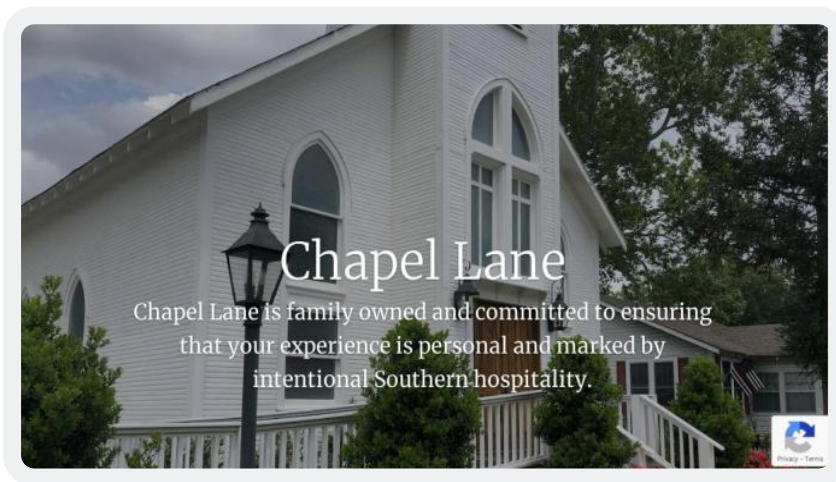 Chapel Lane
Chapel Lane is family owned and committed to ensuring
that your experience is personal and marked by
intentional Southern hospitality.
Privacy - Terms